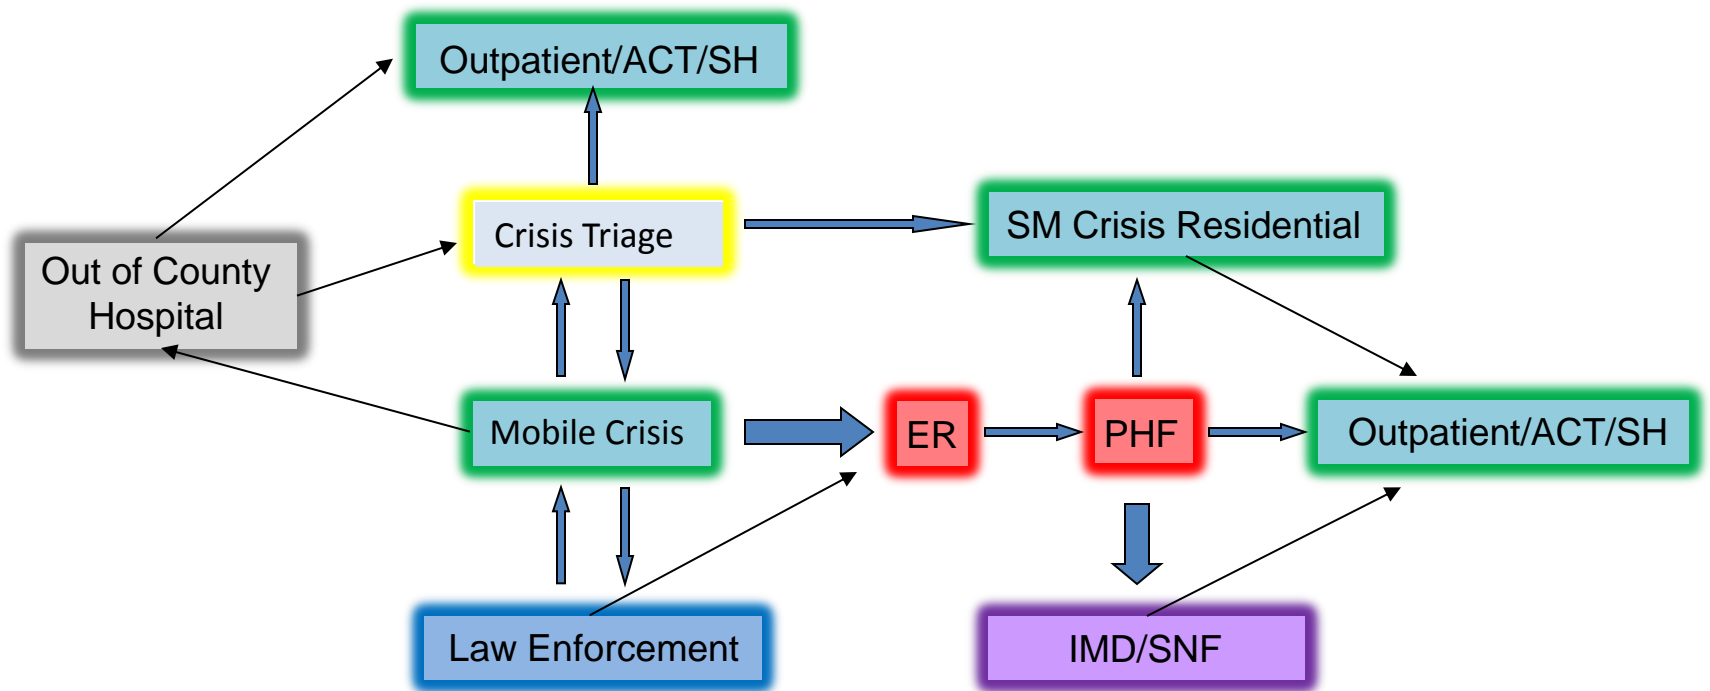 Outpatient/ACT/SH
Crisis Triage
SM Crisis Residential
Out of County
Hospital
Mobile Crisis
ER
PHF
Outpatient/ACT/SH
Law Enforcement
IMD/SNF